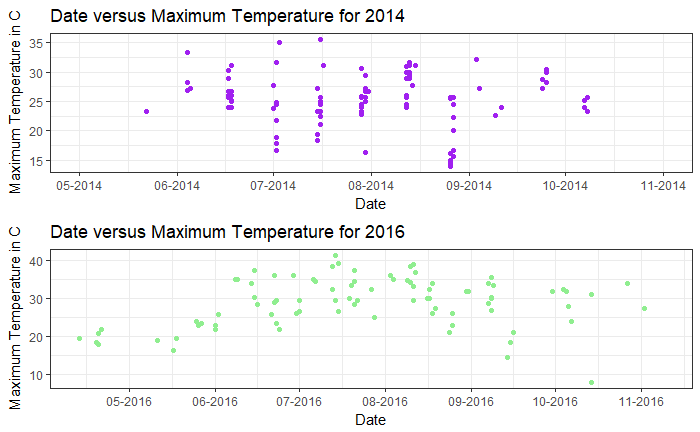 Date versus Maximum Temperature for 2014
Maximum Temperature in C
35
30
25
20
15
05-2014 06-2014 07-2014 08-2014 09-2014 10-2014 11-2014
Date
Date versus Maximum Temperature for 2016
Maximum Temperature in C
40
30
20
10
05-2016 06-2016 07-2016 08-2016 09-2016 10-2016 11-2016
Date